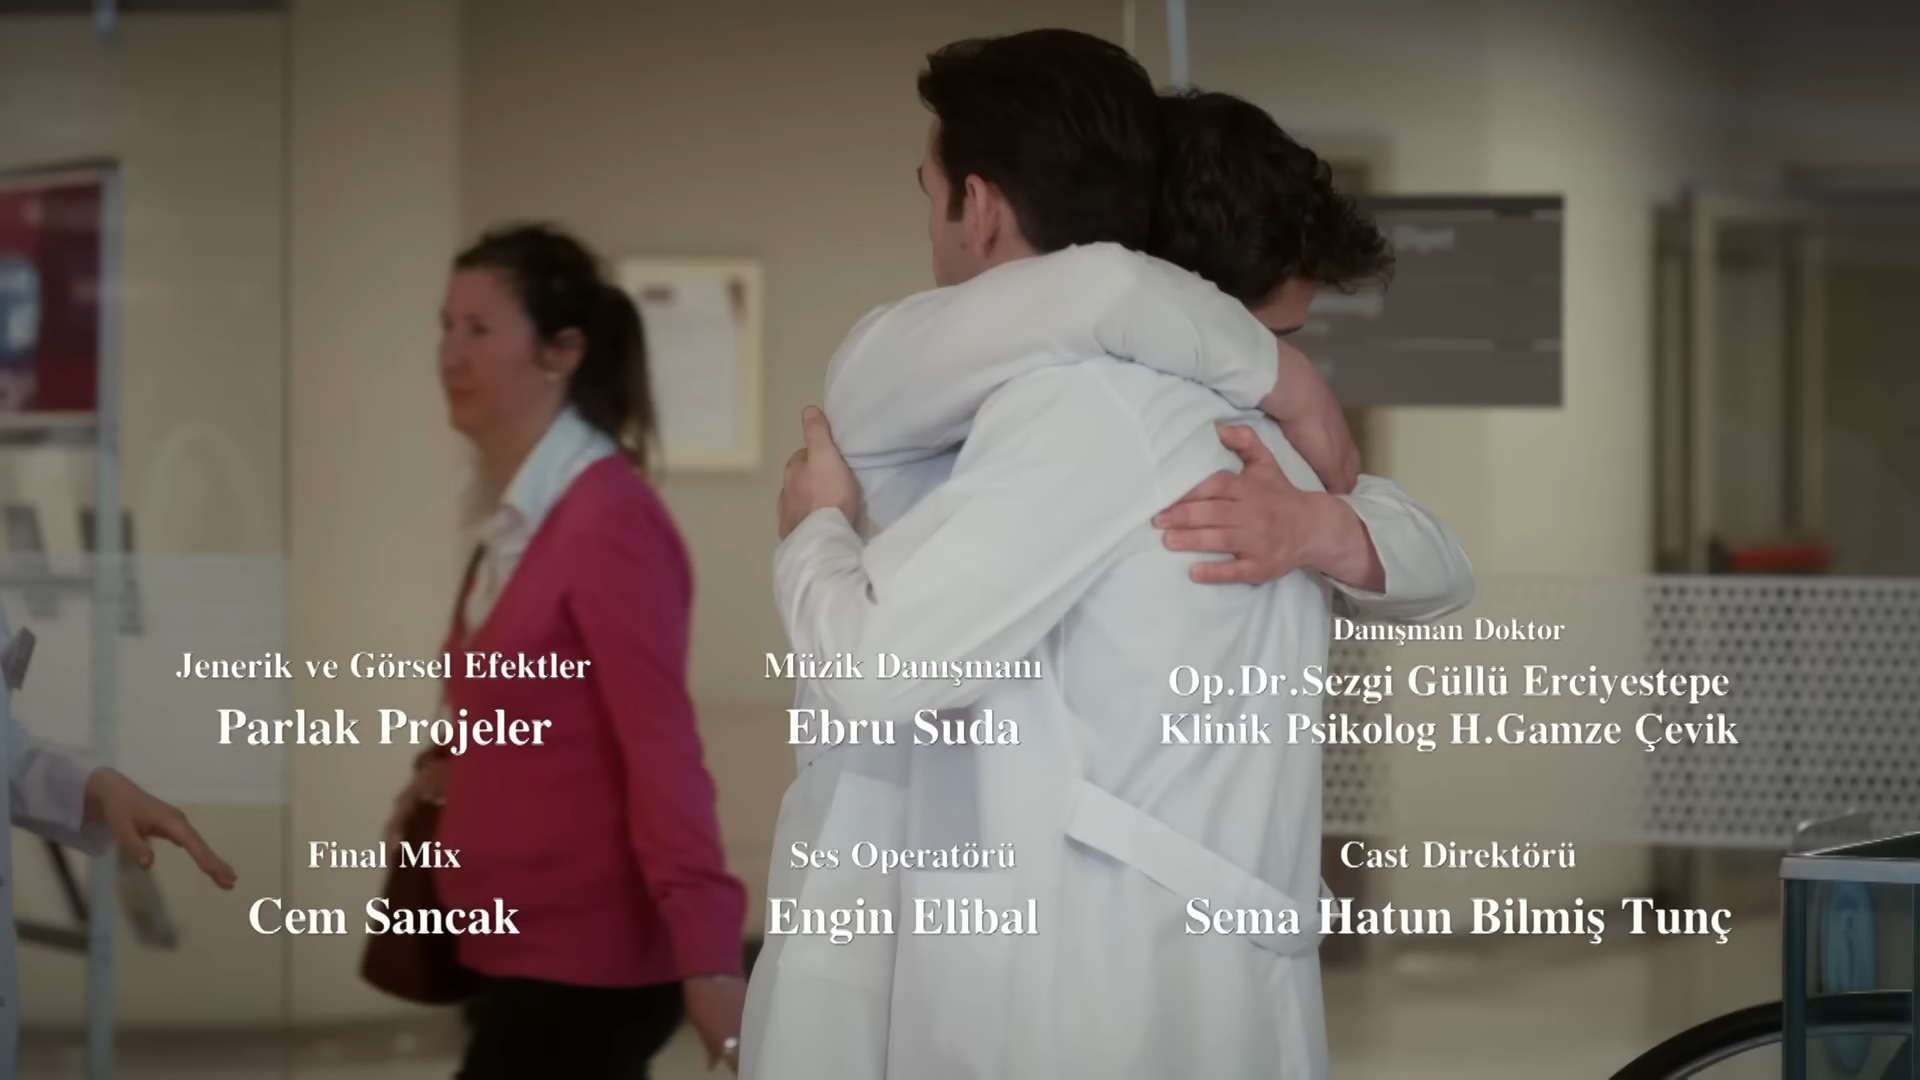 Jenerik ve Görsel Efektler
Parlak Projeler
Müzik Danışmanı
Ebru Suda
Danışman Doktor
Op.Dr.Sezgi Güllü Erciyestepe
Klinik Psikolog H.Gamze Çevik
Final Mix
Cem Sancak
Ses Operatörü
Engin Elibal
Cast Direktörü
Sema Hatun Bilmiş Tunç